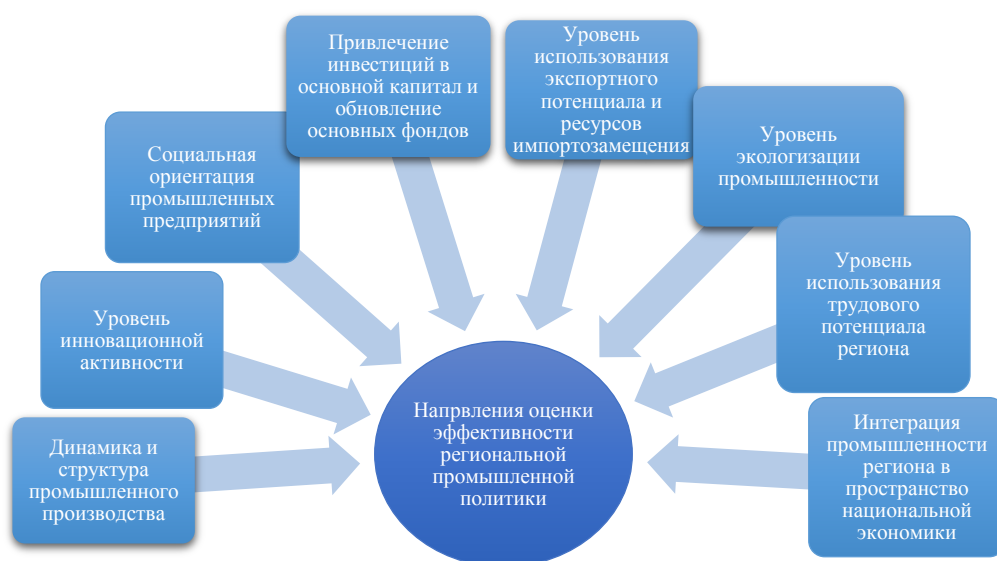 Привлечение
инвестиций в
основной капитал и
обновление
основных фондов
Уровень
использования
экспортного
потенциала и
ресурсов
импортозамещения
Социальная
ориентация
промышленных
предприятий
Уровень
экологизации
промышленности
Уровень
инновационной
активности
Уровень
использования
трудового
потенциала
региона
Динамика и
структура
промышленного
производства
Напрвления оценки
эффективности
региональной
промышленной
политики
Интеграция
промышленности
региона в
пространство
национальной
экономики